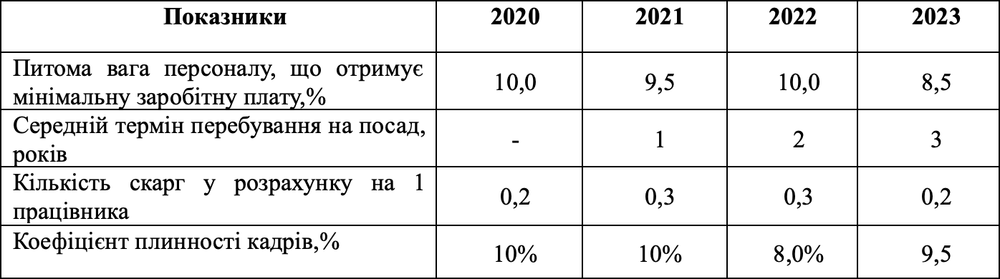 Показники 2020 2021 2022 2023
Питома вага персоналу, що отримує
мінімальну заробітну плату,% 10,0 9,5 10,0 8,5
Середній термін перебування на посад,
років - 1 2 3
Кількість скарг у розрахунку на 1
працівника 0,2 0,3 0,3 0,2
Коефіцієнт плинності кадрів,% 10% 10% 8,0% 9,5